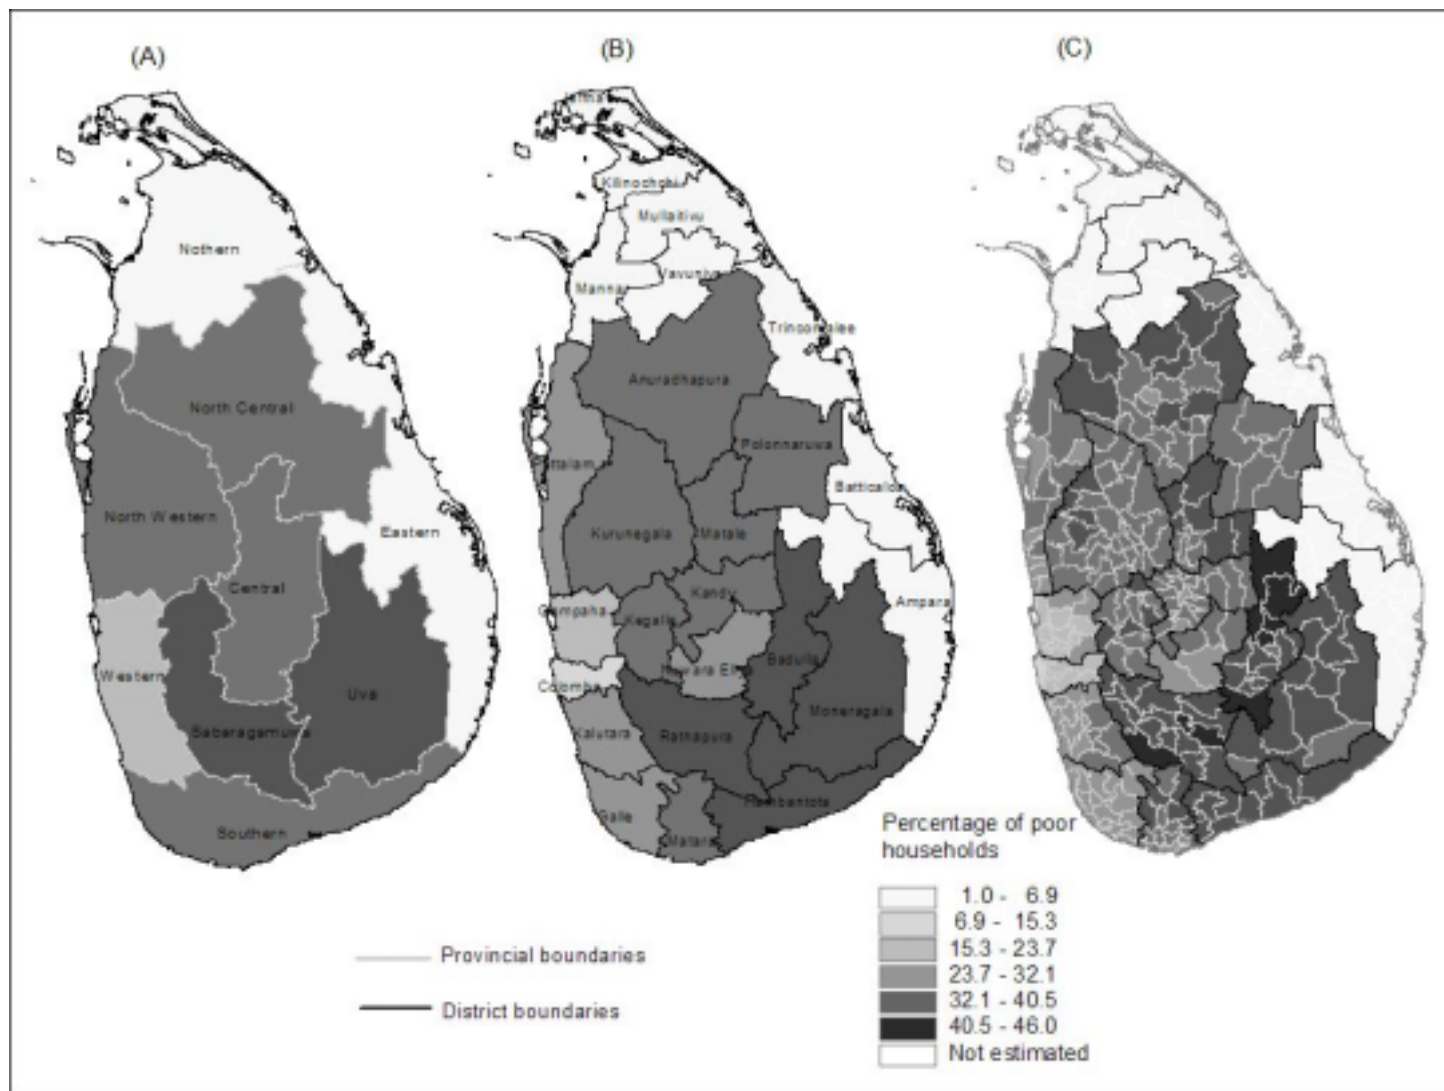 (A)
(B)
(C)
Nothern
North Central
North Western
Central
Eastern
Western
Uva
Sabaragamuwa
Southern
Kilinochchi
Mullaitivu
Vavuniya
Mannar
Trincomalee
Anuradhapura
Polonnaruwa
Batticaloa
Kurunegala
Matale
Kandy
Ampara
Gampaha
Kegalle
Nuwara Eliya
Badulla
Colombo
Moneragala
Kalutara
Ratnapura
Hambantota
Galle
Matara
Percentage of poor
households
1.0 - 6.9
6.9 - 15.3
15.3 - 23.7
23.7 - 32.1
32.1 - 40.5
40.5 - 46.0
Not estimated
Provincial boundaries
District boundaries